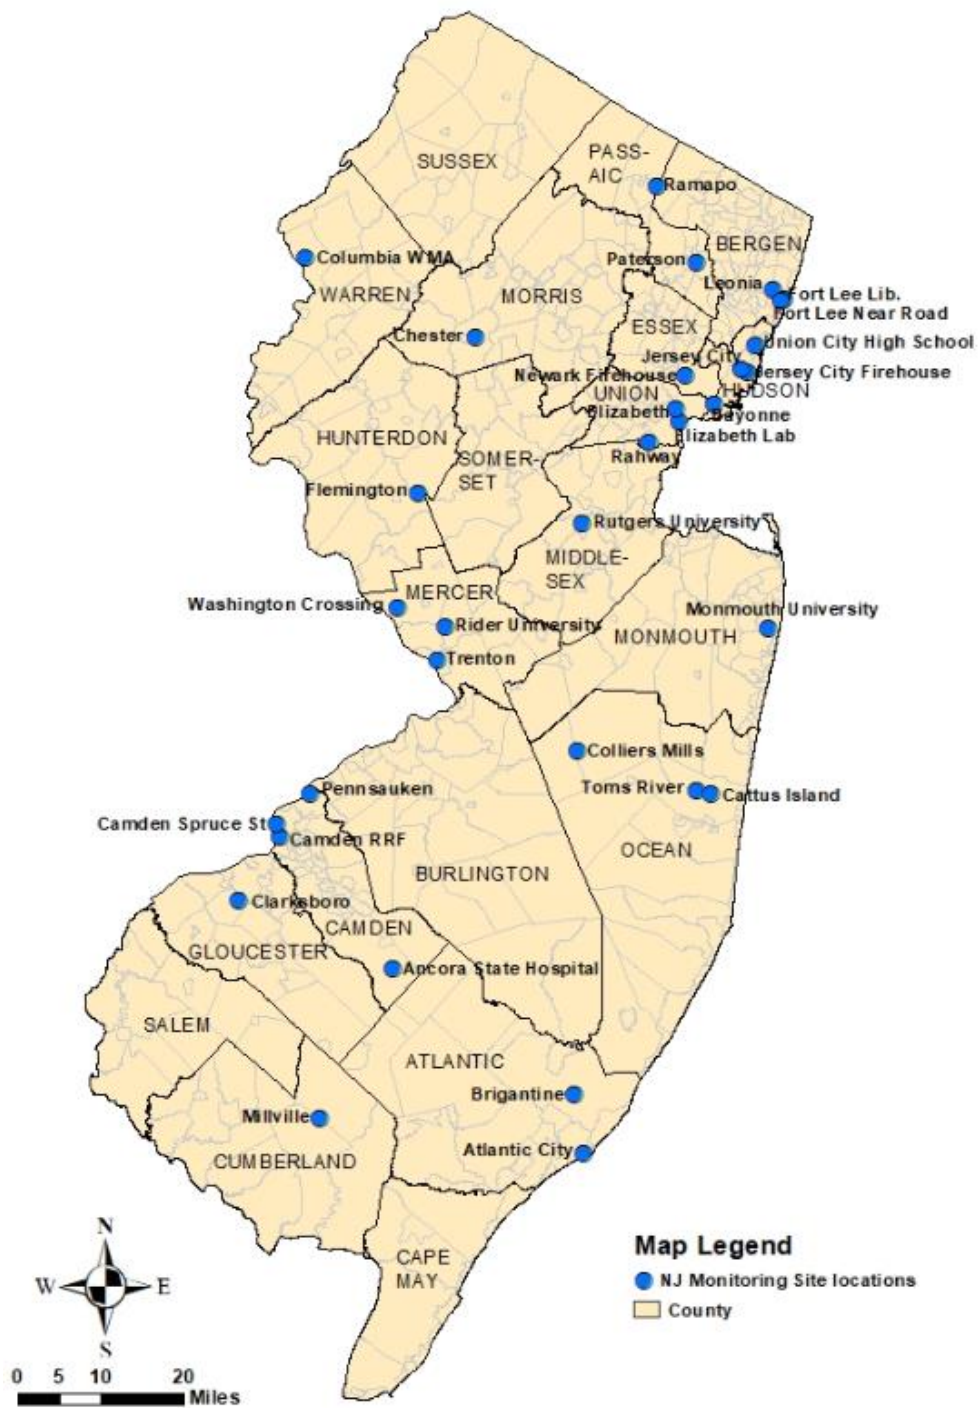 SUSSEX
PASS-
AIC
Ramapo
BERGEN
Columbia WMA
Paterson
Leonia
WARREN
MORRIS
Fort Lee Lib.
Fort Lee Near Road
ESSEX
Chester
Union City High School
Jersey City
Newark Firehouse
Jersey City Firehouse
UNION
HUDSON
Elizabeth
Bayonne
HUNTERDON
Elizabeth Lab
SOMER-
SET
Rahway
Flemington
Rutgers University
MIDDLE-
SEX
MERCER
Washington Crossing
Monmouth University
Rider University
MONMOUTH
Trenton
Colliers Mills
Toms River
Cattus Island
Pennsauken
Camden Spruce St
Camden RRF
OCEAN
BURLINGTON
Clarksboro
CAMDEN
GLOUCESTER
Ancora State Hospital
SALEM
ATLANTIC
Brigantine
Millville
Atlantic City
CUMBERLAND
CAPE
MAY
N
W E
S
0 5 10 20
Miles
Map Legend
NJ Monitoring Site locations
County